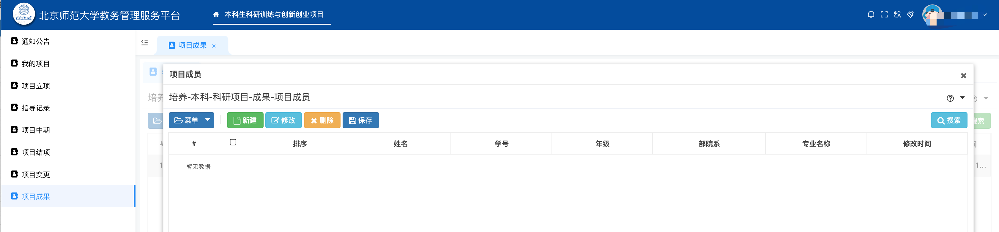 北京师范大学教务管理服务平台
本科生科研训练与创新创业项目
通知公告
我的项目
项目立项
指导记录
项目中期
项目结项
项目变更
项目成果
项目成果 ×
项目成员
培养
培养-本科-科研项目-成果-项目成员
菜单 新建 修改 删除 保存 搜索
# 排序 姓名 学号 年级 部院系 专业名称 修改时间
1
暂无数据
1...